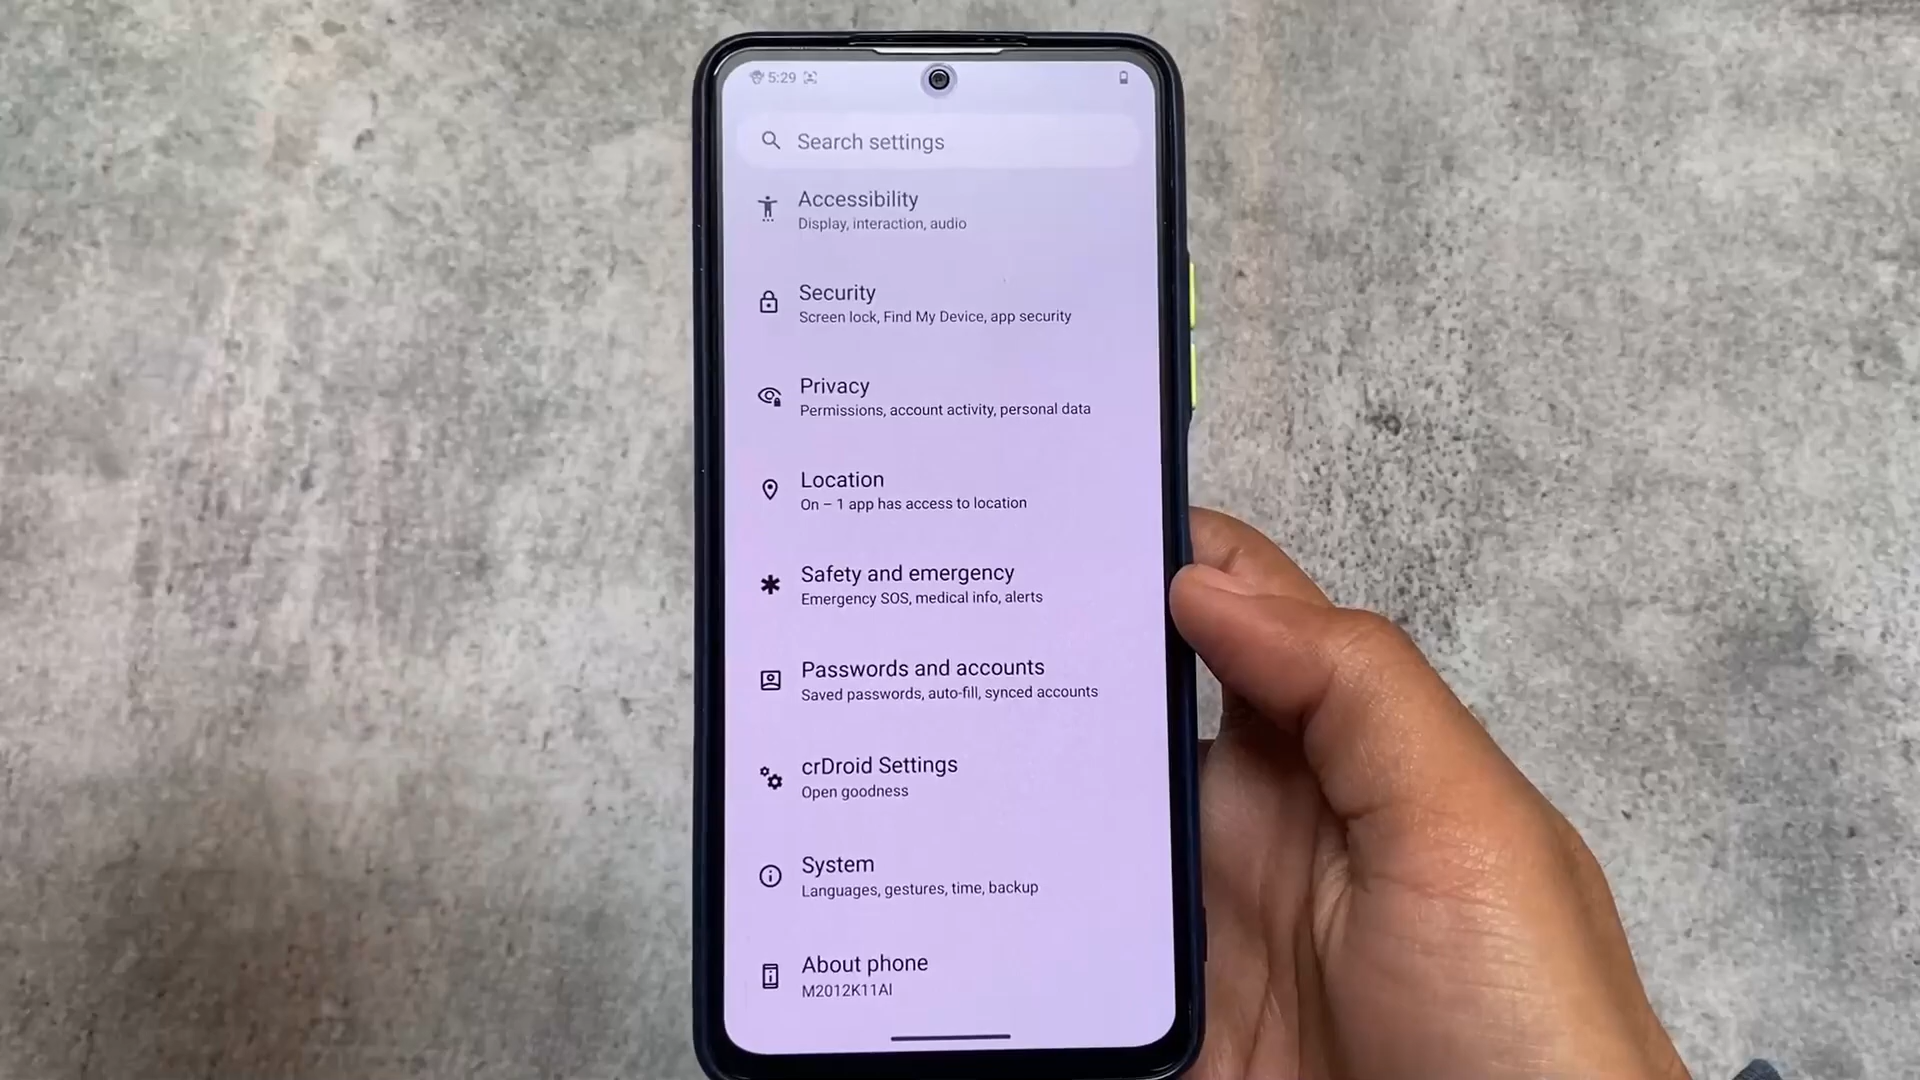 5:29
Search settings
Accessibility
Display, interaction, audio
Security
Screen lock, Find My Device, app security
Privacy
Permissions, account activity, personal data
Location
On – 1 app has access to location
Safety and emergency
Emergency SOS, medical info, alerts
Passwords and accounts
Saved passwords, auto-fill, synced accounts
crDroid Settings
Open goodness
System
Languages, gestures, time, backup
About phone
M2012K11AI